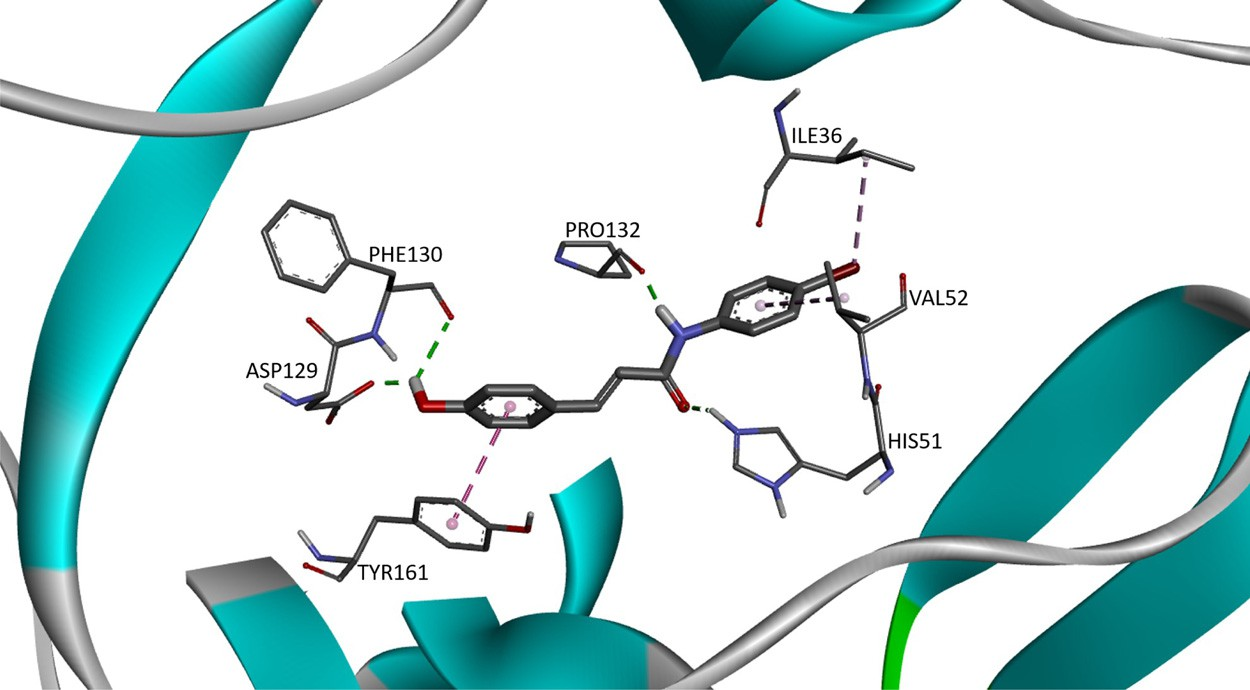 ILE36
PRO132
PHE130
VAL52
ASP129
HIS51
TYR161